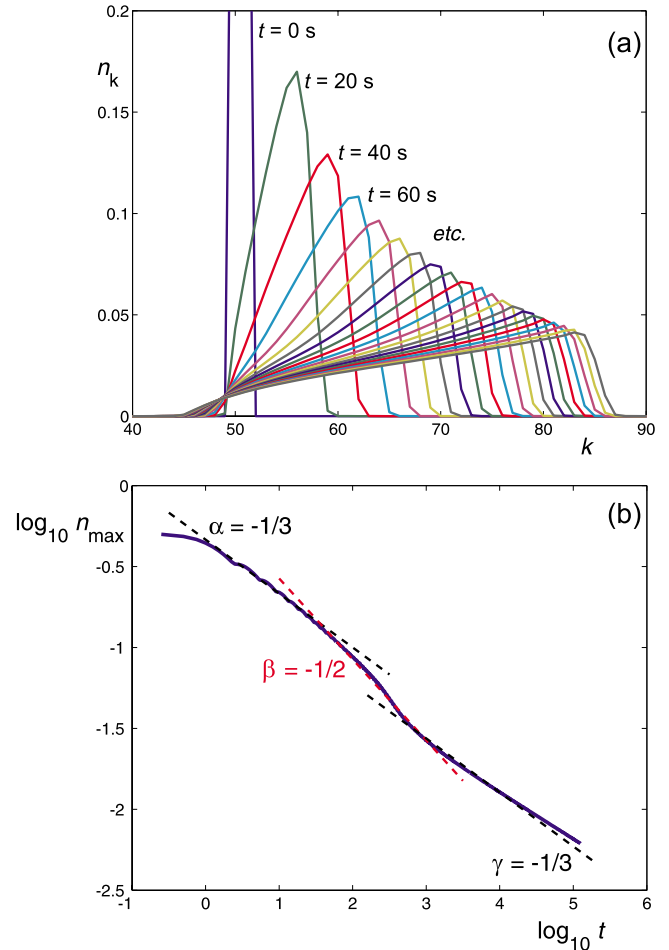 0.2
(a)
t = 0 s
n_k
t = 20 s
0.15
t = 40 s
t = 60 s
0.1
etc.
0.05
0
40 50 60 70 80 90
k
0
(b)
log₁₀ n_max
α = -1/3
-0.5
-1
β = -1/2
-1.5
-2
γ = -1/3
-2.5
-1 0 1 2 3 4 5 6
log₁₀ t